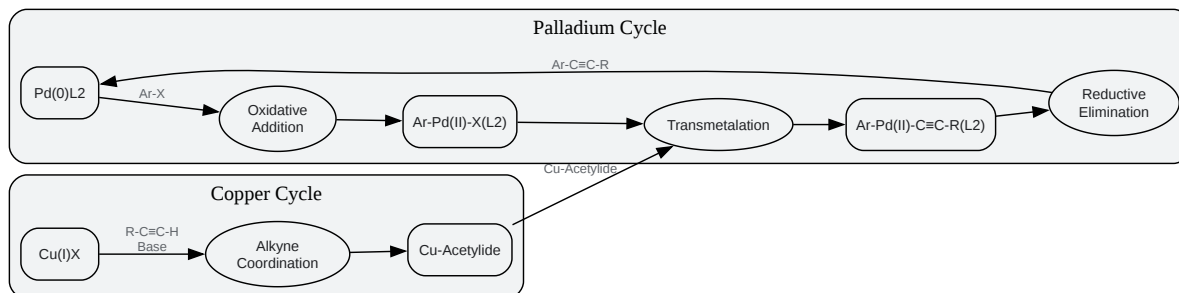 Palladium Cycle
Ar-C≡C-R
Pd(0)L2
Ar-X
Oxidative
Addition
Ar-Pd(II)-X(L2)
Transmetalation
Ar-Pd(II)-C≡C-R(L2)
Reductive
Elimination
Cu-Acetylide
Copper Cycle
Cu(I)X
R-C≡C-H
Base
Alkyne
Coordination
Cu-Acetylide